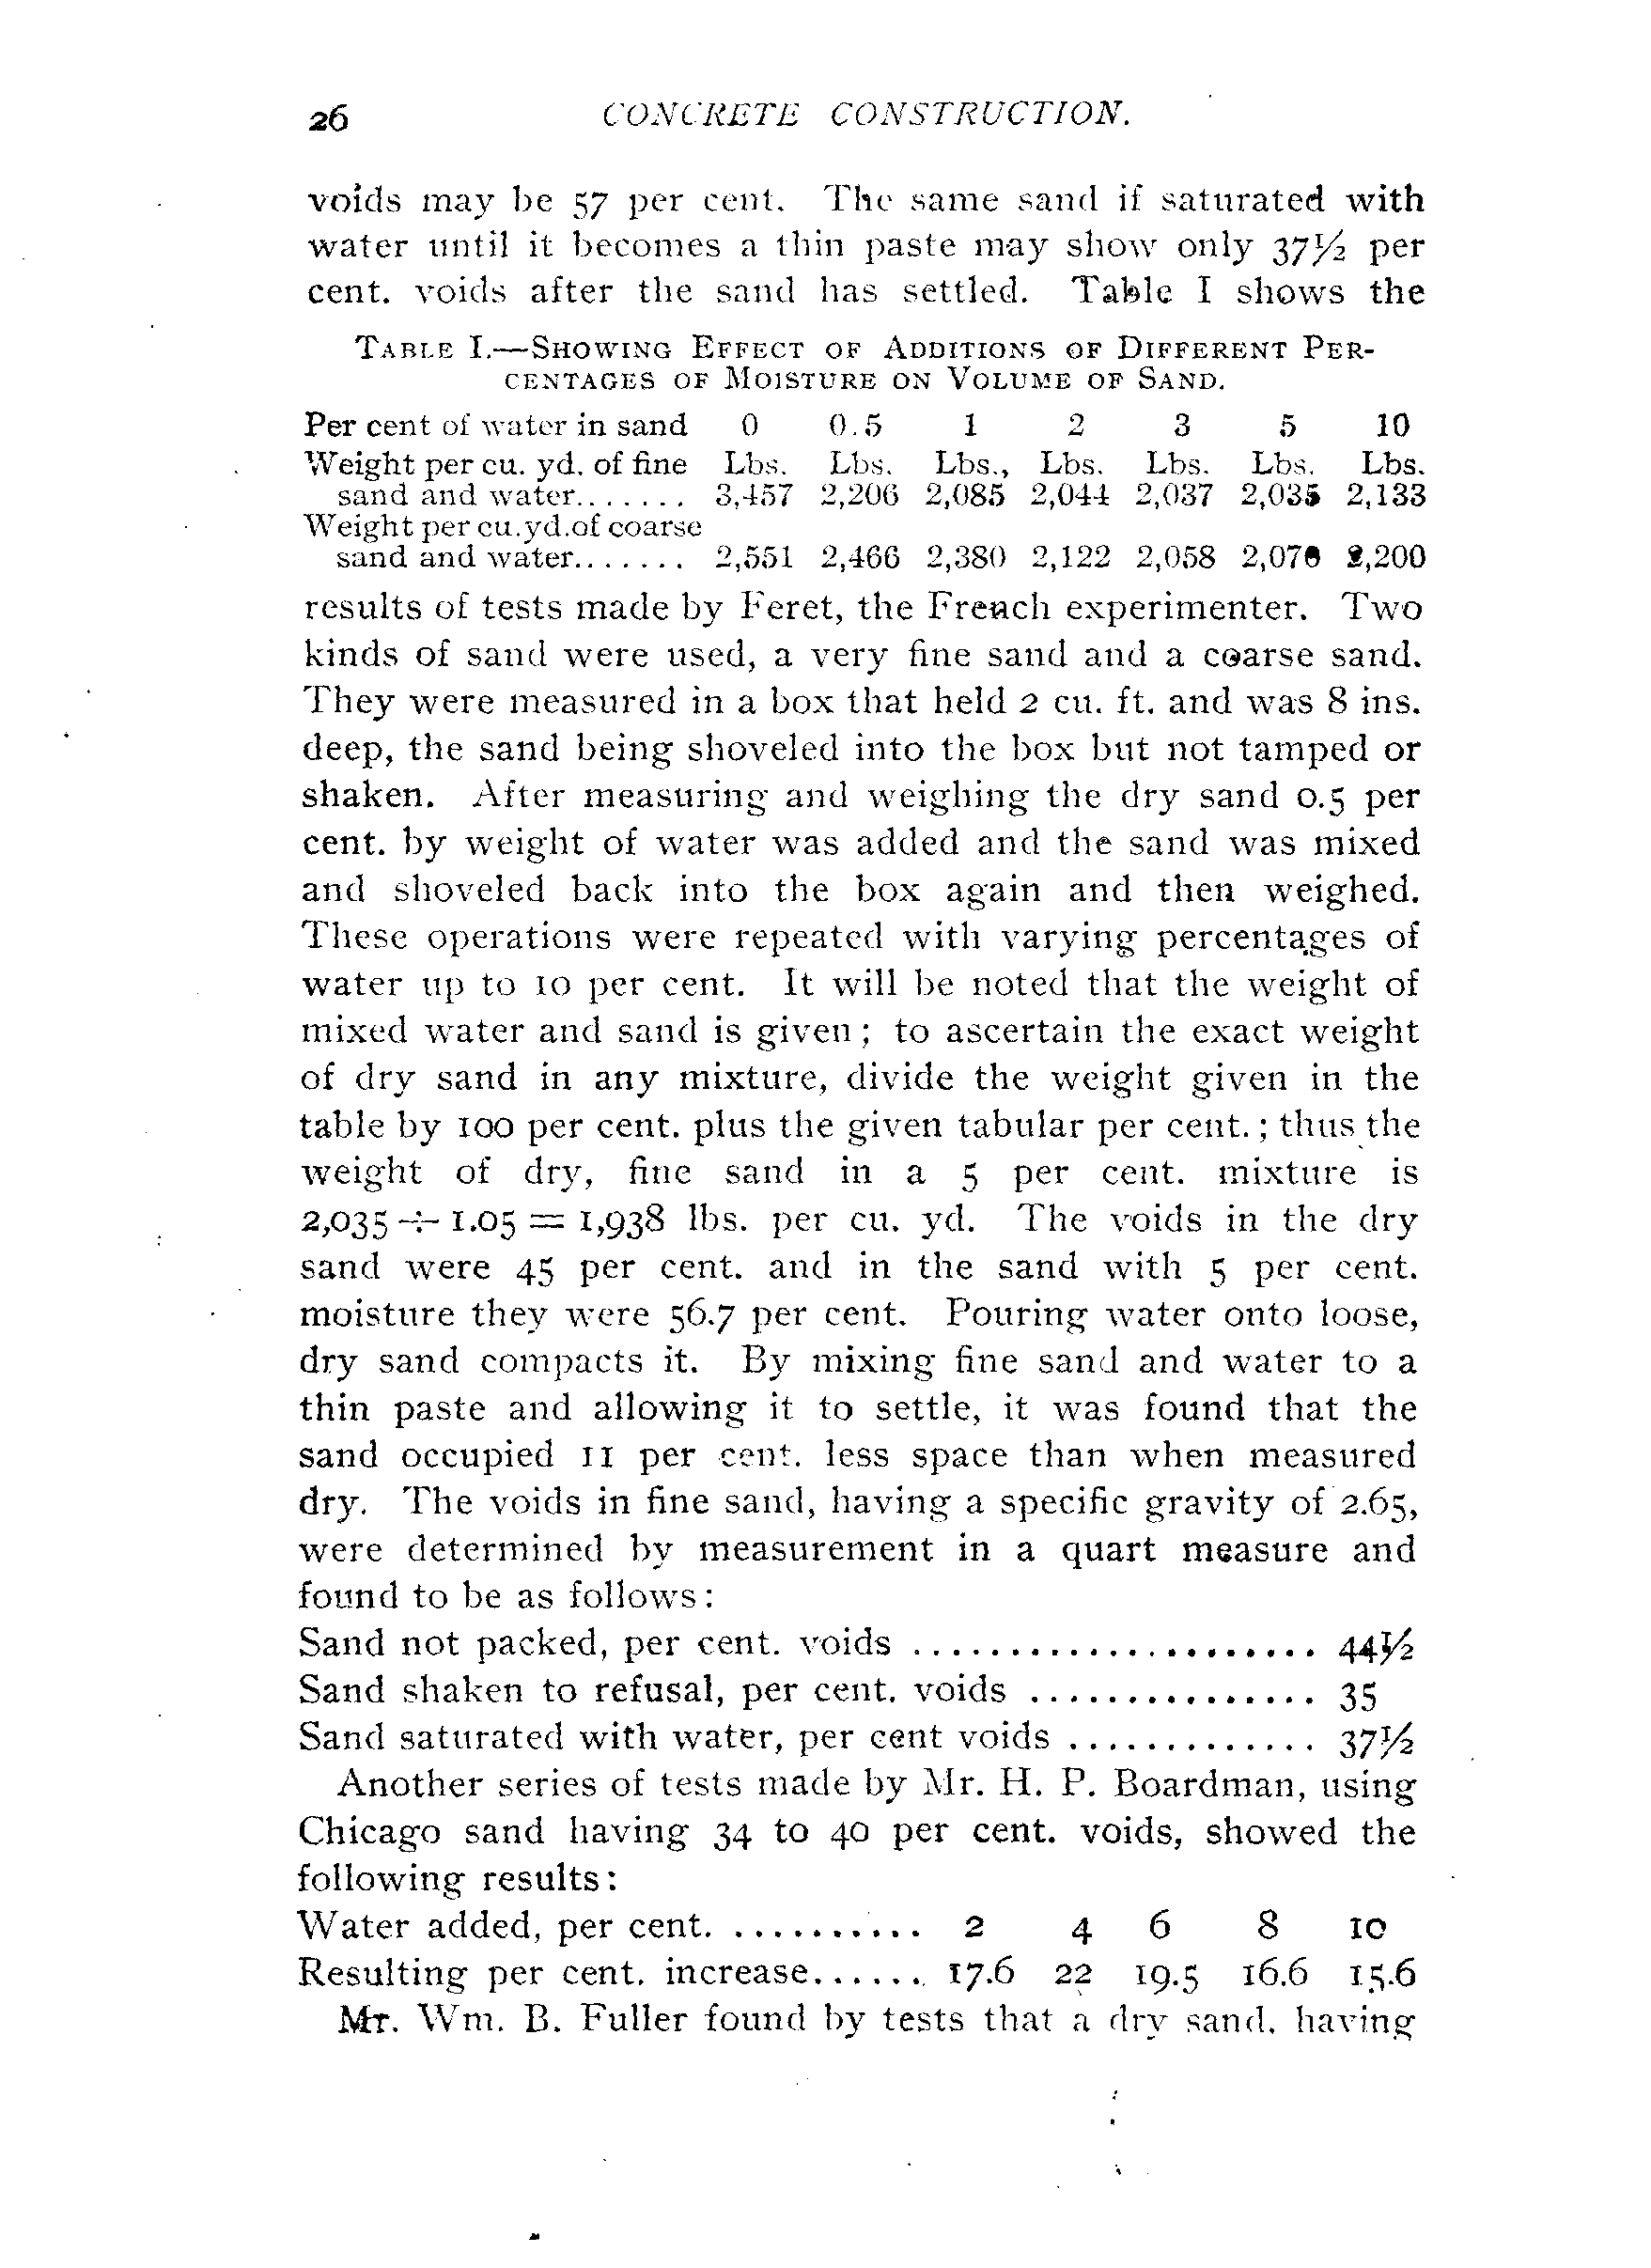 26 CONCRETE CONSTRUCTION.
voids may be 57 per cent. The same sand if saturated with
water until it becomes a thin paste may show only 37½ per
cent. voids after the sand has settled. Table I shows the
TABLE I.—SHOWING EFFECT OF ADDITIONS OF DIFFERENT PER-
CENTAGES OF MOISTURE ON VOLUME OF SAND.
Per cent of water in sand 0 0.5 1 2 3 5 10
Weight per cu. yd. of fine Lbs. Lbs. Lbs., Lbs. Lbs. Lbs. Lbs.
sand and water....... 3,457 2,206 2,085 2,044 2,037 2,035 2,133
Weight per cu.yd.of coarse
sand and water....... 2,551 2,466 2,380 2,122 2,058 2,070 2,200
results of tests made by Feret, the French experimenter. Two
kinds of sand were used, a very fine sand and a coarse sand.
They were measured in a box that held 2 cu. ft. and was 8 ins.
deep, the sand being shoveled into the box but not tamped or
shaken. After measuring and weighing the dry sand 0.5 per
cent. by weight of water was added and the sand was mixed
and shoveled back into the box again and then weighed.
These operations were repeated with varying percentages of
water up to 10 per cent. It will be noted that the weight of
mixed water and sand is given; to ascertain the exact weight
of dry sand in any mixture, divide the weight given in the
table by 100 per cent. plus the given tabular per cent.; thus the
weight of dry, fine sand in a 5 per cent. mixture is
2,035 ÷ 1.05 = 1,938 lbs. per cu. yd. The voids in the dry
sand were 45 per cent. and in the sand with 5 per cent.
moisture they were 56.7 per cent. Pouring water onto loose,
dry sand compacts it. By mixing fine sand and water to a
thin paste and allowing it to settle, it was found that the
sand occupied 11 per cent. less space than when measured
dry. The voids in fine sand, having a specific gravity of 2.65,
were determined by measurement in a quart measure and
found to be as follows:
Sand not packed, per cent. voids ..................... 44½
Sand shaken to refusal, per cent. voids ............... 35
Sand saturated with water, per cent voids ............. 37½
Another series of tests made by Mr. H. P. Boardman, using
Chicago sand having 34 to 40 per cent. voids, showed the
following results:
Water added, per cent. .......... 2 4 6 8 10
Resulting per cent. increase...... 17.6 22 19.5 16.6 15.6
Mr. Wm. B. Fuller found by tests that a dry sand, having